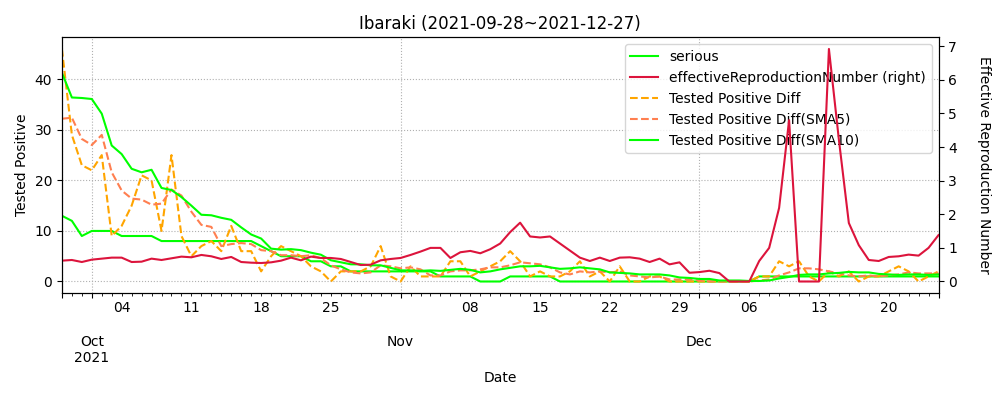 Ibaraki (2021-09-28~2021-12-27)
serious
effectiveReproductionNumber (right)
Tested Positive Diff
Tested Positive Diff(SMA5)
Tested Positive Diff(SMA10)
Tested Positive
40
30
20
10
0
Effective Reproduction Number
7
6
5
4
3
2
1
0
04 11 18 25 08 15 22 29 06 13 20
Oct Nov Dec
2021
Date